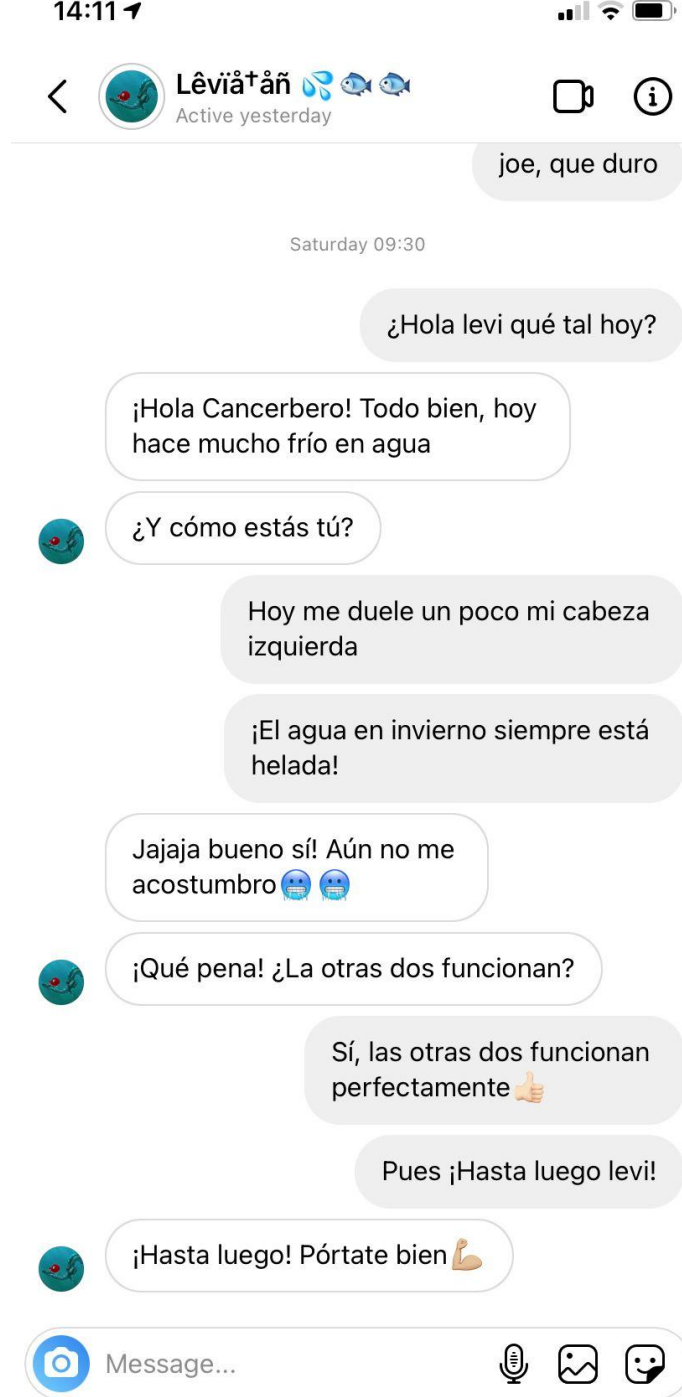 14:11
Lêvïå†åñ 💦🐟🐟
Active yesterday
joe, que duro
Saturday 09:30
¿Hola levi qué tal hoy?
¡Hola Cancerbero! Todo bien, hoy
hace mucho frío en agua
¿Y cómo estás tú?
Hoy me duele un poco mi cabeza
izquierda
¡El agua en invierno siempre está
helada!
Jajaja bueno sí! Aún no me
acostumbro🥶🥶
¡Qué pena! ¿La otras dos funcionan?
Sí, las otras dos funcionan
perfectamente👍🏻
Pues ¡Hasta luego levi!
¡Hasta luego! Pórtate bien💪🏼
Message...